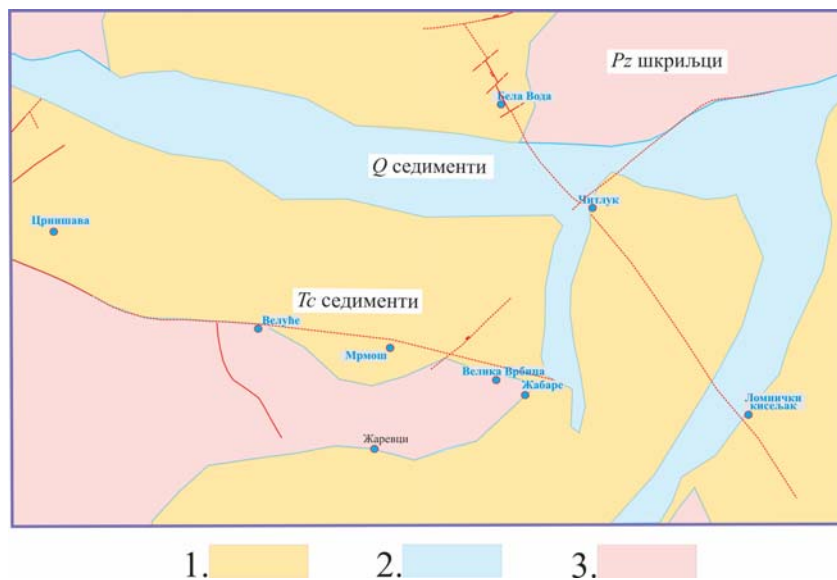 Pz шкриљци
Бела Вода
Q седименти
Читлук
Црнишава
Tc седименти
Велуће
Мрмош
Велика Врбица
Жабаре
Ломнички
кисељак
Жаревци
1.
2.
3.